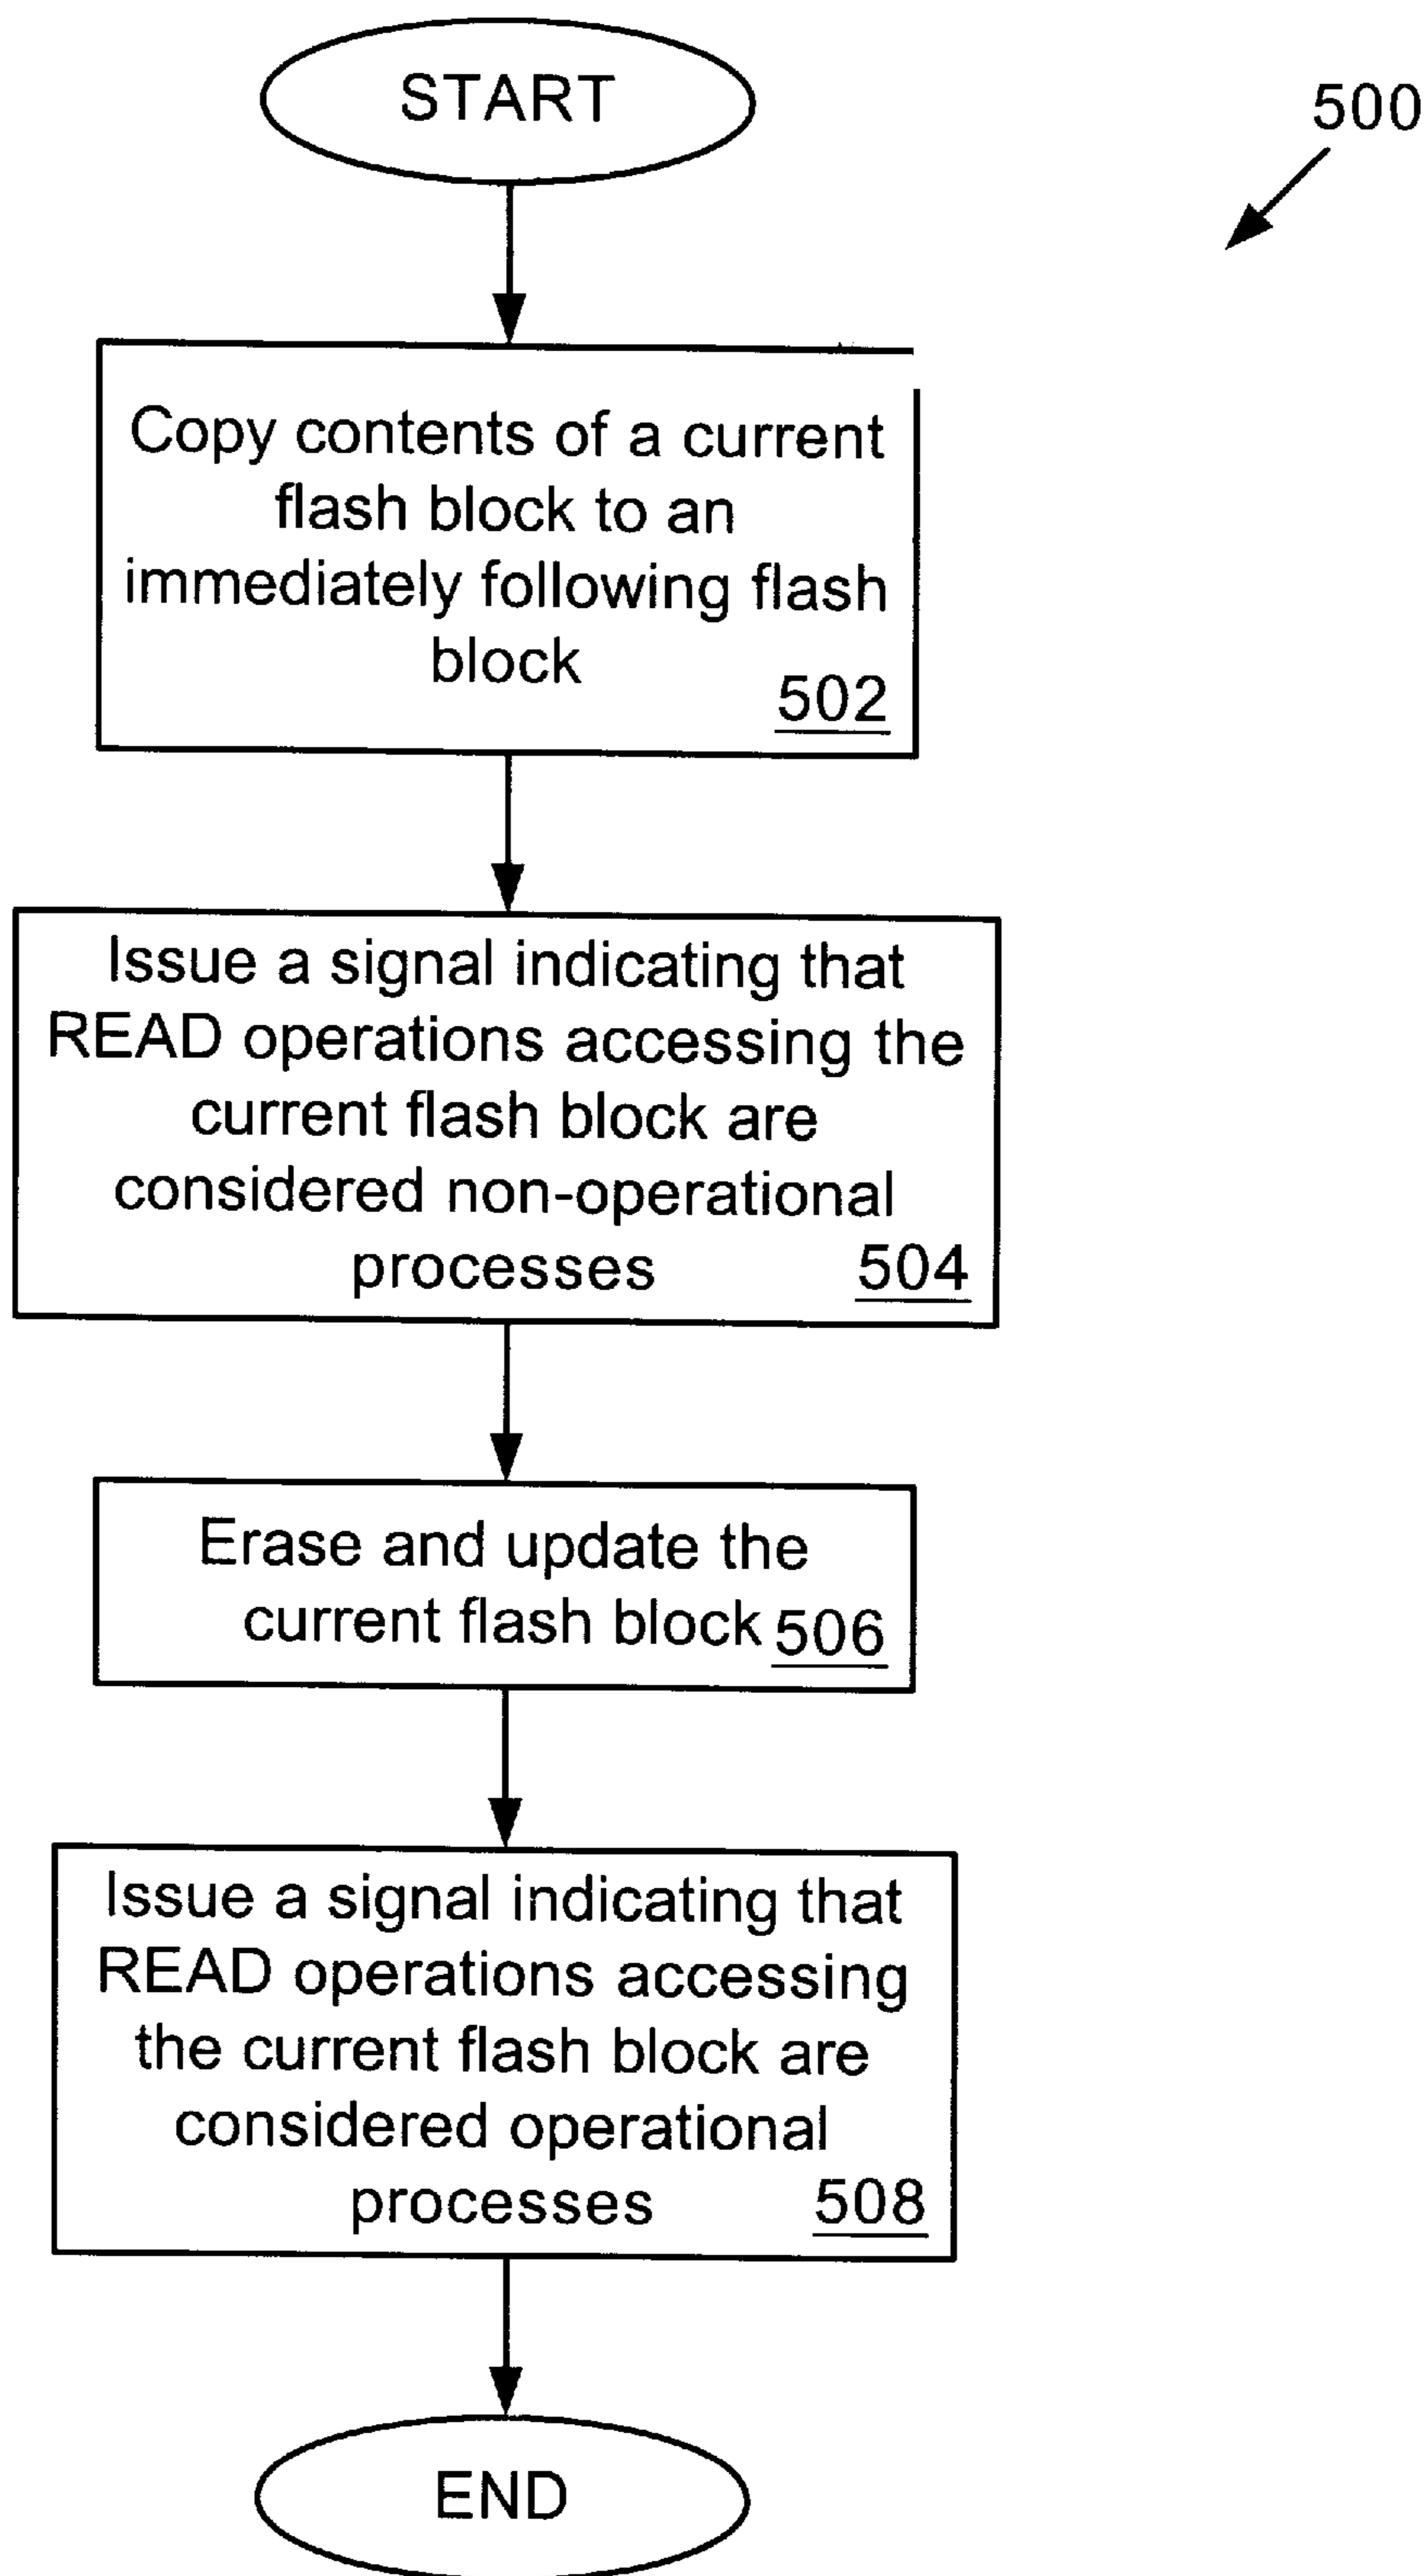 START
500
Copy contents of a current
flash block to an
immediately following flash
block
502
Issue a signal indicating that
READ operations accessing the
current flash block are
considered non-operational
processes 504
Erase and update the
current flash block 506
Issue a signal indicating that
READ operations accessing
the current flash block are
considered operational
processes 508
END